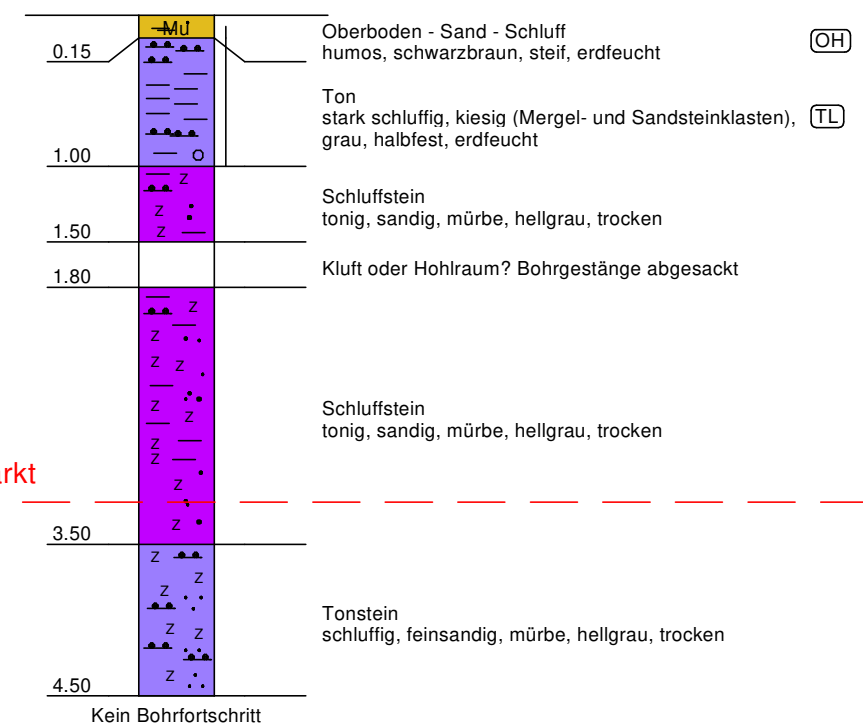 Mu
Oberboden - Sand - Schluff
humos, schwarzbraun, steif, erdfeucht
OH
0.15
Ton
stark schluffig, kiesig (Mergel- und Sandsteinklasten),
grau, halbfest, erdfeucht
TL
1.00
Schluffstein
tonig, sandig, mürbe, hellgrau, trocken
1.50
Kluft oder Hohlraum? Bohrgestänge abgesackt
1.80
Schluffstein
tonig, sandig, mürbe, hellgrau, trocken
rkt
3.50
Tonstein
schluffig, feinsandig, mürbe, hellgrau, trocken
4.50
Kein Bohrfortschritt